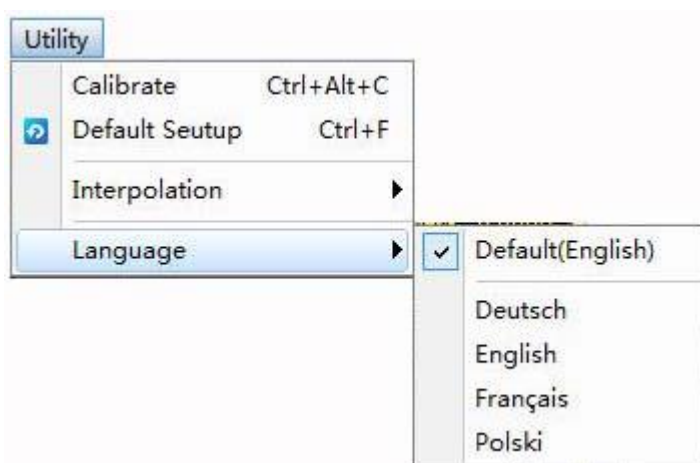 Utility
Calibrate Ctrl+Alt+C
Default Seutup Ctrl+F
Interpolation
Language
Default(English)
Deutsch
English
Français
Polski